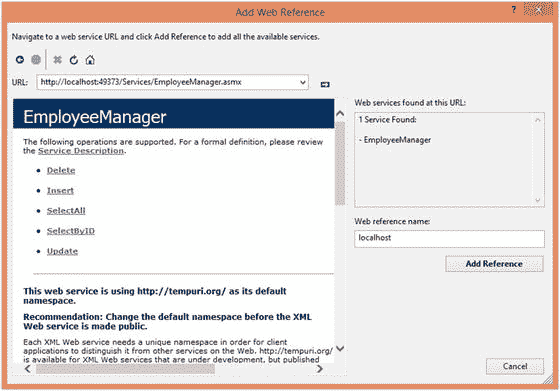 Add Web Reference
?
Navigate to a web service URL and click Add Reference to add all the available services.
URL:
http://localhost:49373/Services/EmployeeManager.asmx
EmployeeManager
The following operations are supported. For a formal definition, please review
the Service Description.
Delete
Insert
SelectAll
SelectByID
Update
This web service is using http://tempuri.org/ as its default
namespace.
Recommendation: Change the default namespace before the XML
Web service is made public.
Each XML Web service needs a unique namespace in order for client
applications to distinguish it from other services on the Web. http://tempuri.org/
is available for XML Web services that are under development, but published
Web services found at this URL:
1 Service Found:
- EmployeeManager
Web reference name:
localhost
Add Reference
Cancel